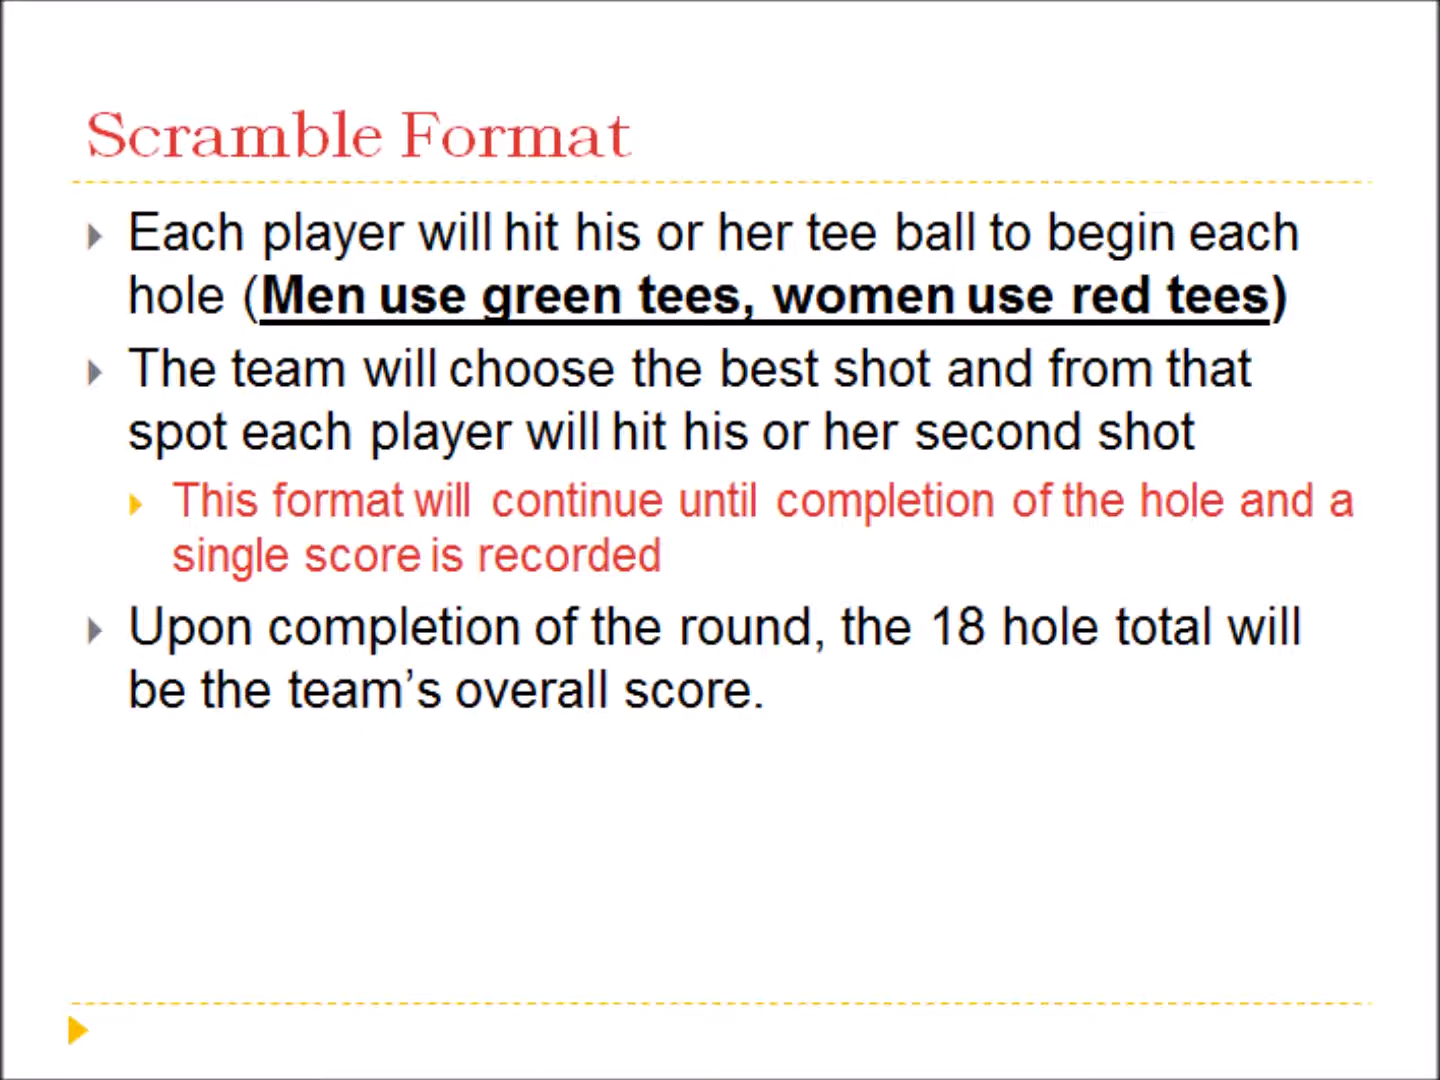 Scramble Format
Each player will hit his or her tee ball to begin each
hole (Men use green tees, women use red tees)
The team will choose the best shot and from that
spot each player will hit his or her second shot
This format will continue until completion of the hole and a
single score is recorded
Upon completion of the round, the 18 hole total will
be the team’s overall score.